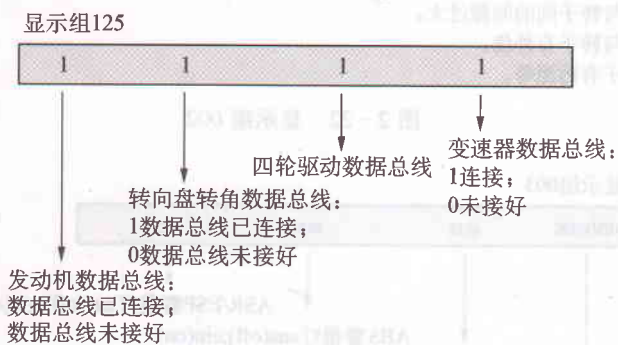 显示组125
1 1 1 1
四轮驱动数据总线
变速器数据总线：
1连接；
0未接好
转向盘转角数据总线：
1数据总线已连接；
0数据总线未接好
发动机数据总线：
数据总线已连接；
数据总线未接好